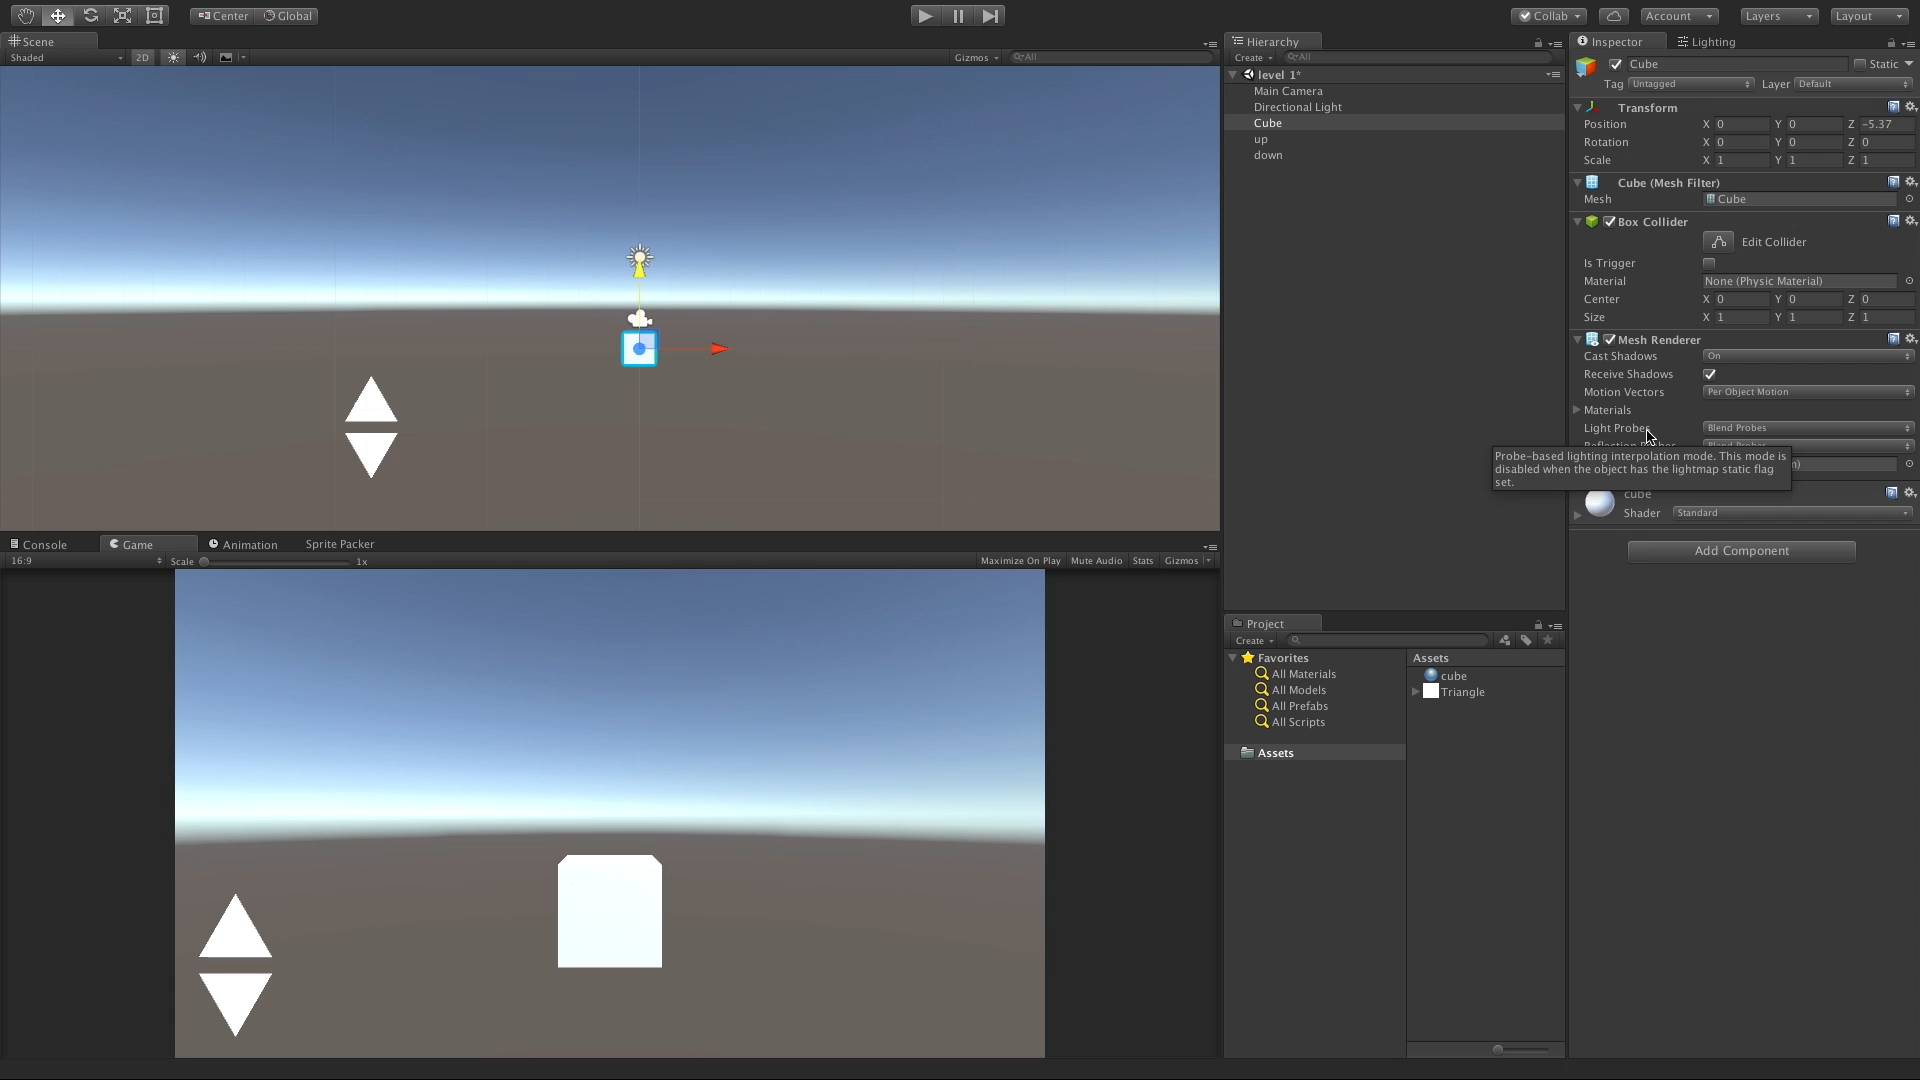 Center Global
Collab Account Layers Layout
Scene
Shaded 2D Gizmos All
Hierarchy
Create All
level 1*
Main Camera
Directional Light
Cube
up
down
Inspector Lighting
Cube Static
Tag Untagged Layer Default
Transform
Position X 0 Y 0 Z -5.37
Rotation X 0 Y 0 Z 0
Scale X 1 Y 1 Z 1
Cube (Mesh Filter)
Mesh Cube
Box Collider
Edit Collider
Is Trigger
Material None (Physic Material)
Center X 0 Y 0 Z 0
Size X 1 Y 1 Z 1
Mesh Renderer
Cast Shadows On
Receive Shadows
Motion Vectors Per Object Motion
Materials
Light Probes Blend Probes
Probe-based lighting interpolation mode. This mode is
disabled when the object has the lightmap static flag
set.
cube
Shader Standard
Add Component
Console Game Animation Sprite Packer
16:9 Scale 1x Maximize On Play Mute Audio Stats Gizmos
Project
Create
Favorites
All Materials
All Models
All Prefabs
All Scripts
Assets
Assets
cube
Triangle